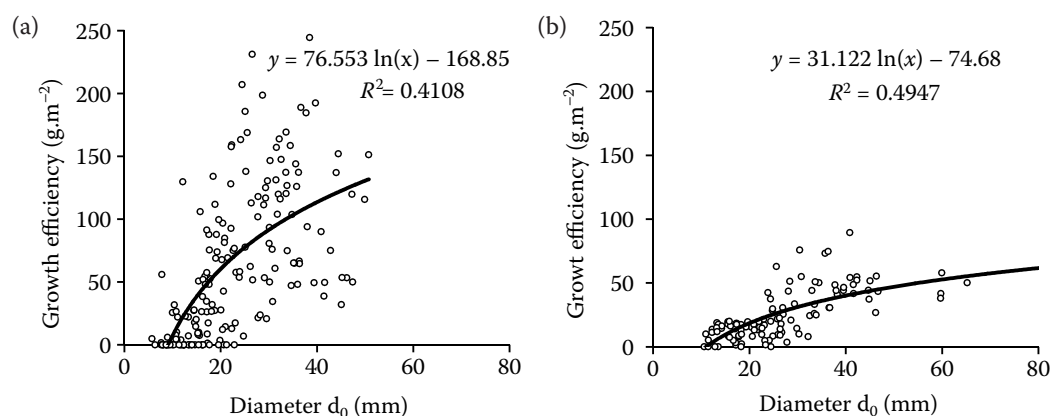 (a)
250
200
150
100
50
0
Growth efficiency (g.m⁻²)
y = 76.553 ln(x) – 168.85
R² = 0.4108
0 20 40 60 80
Diameter d₀ (mm)
(b)
250
200
150
100
50
0
Growt efficiency (g.m⁻²)
y = 31.122 ln(x) – 74.68
R² = 0.4947
0 20 40 60 80
Diameter d₀ (mm)